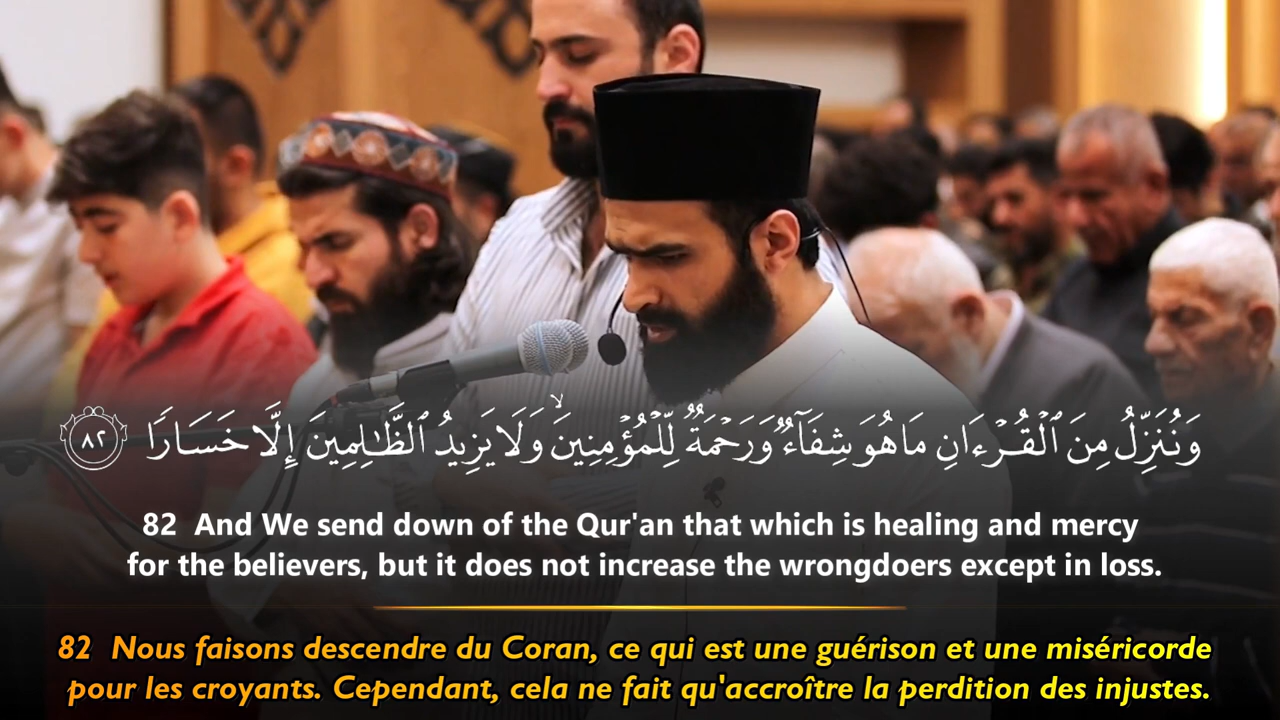 وَنُنَزِّلُ مِنَ ٱلْقُرْءَانِ مَا هُوَ شِفَآءٌ وَرَحْمَةٌ لِّلْمُؤْمِنِينَ ۙ وَلَا يَزِيدُ ٱلظَّـٰلِمِينَ إِلَّا خَسَارًا ٨٢
82 And We send down of the Qur'an that which is healing and mercy
for the believers, but it does not increase the wrongdoers except in loss.
82 Nous faisons descendre du Coran, ce qui est une guérison et une miséricorde
pour les croyants. Cependant, cela ne fait qu'accroître la perdition des injustes.